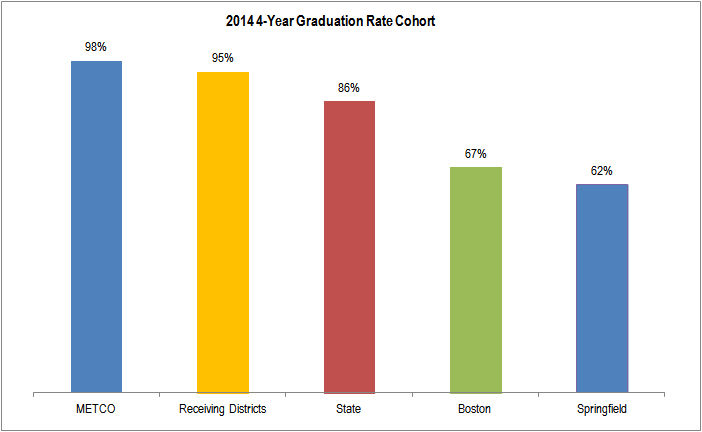 2014 4-Year Graduation Rate Cohort
98%
95%
86%
67%
62%
METCO
Receiving Districts
State
Boston
Springfield